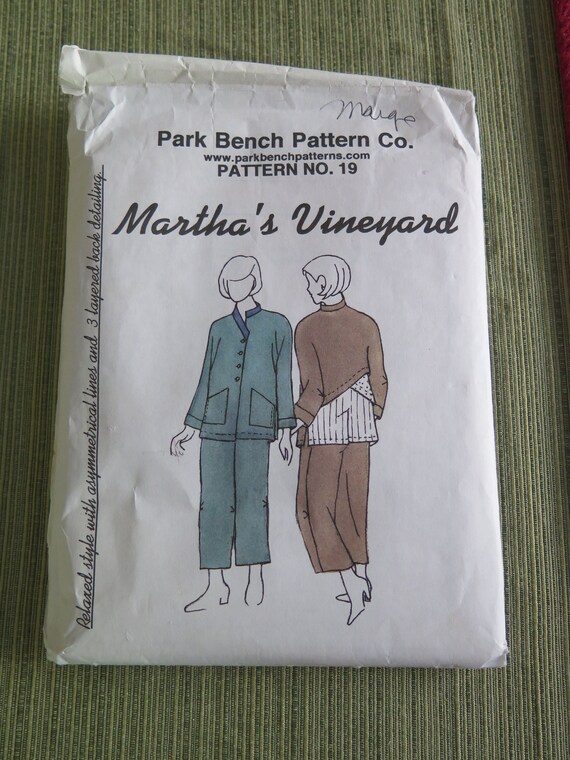 Marge
Park Bench Pattern Co.
www.parkbenchpatterns.com
PATTERN NO. 19
Martha's Vineyard
Relaxed style with asymmetrical lines and 3 layered back detailing.